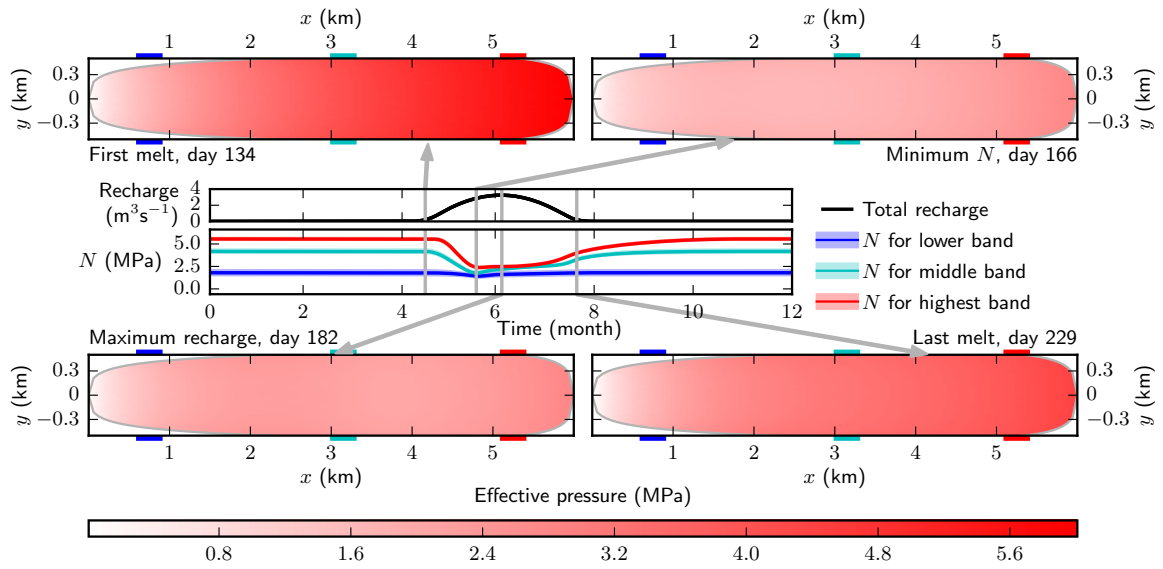 x (km) x (km)
1 2 3 4 5 1 2 3 4 5
y (km) 0.3 0 −0.3 0.3 0 −0.3 y (km)
First melt, day 134 Minimum N, day 166
Recharge (m³s⁻¹) 4 2 0
N (MPa) 5.0 2.5 0.0
0 2 4 6 8 10 12
Time (month)
Total recharge
N for lower band
N for middle band
N for highest band
Maximum recharge, day 182 Last melt, day 229
y (km) 0.3 0 −0.3 0.3 0 −0.3 y (km)
1 2 3 4 5 1 2 3 4 5
x (km) x (km)
Effective pressure (MPa)
0.8 1.6 2.4 3.2 4.0 4.8 5.6